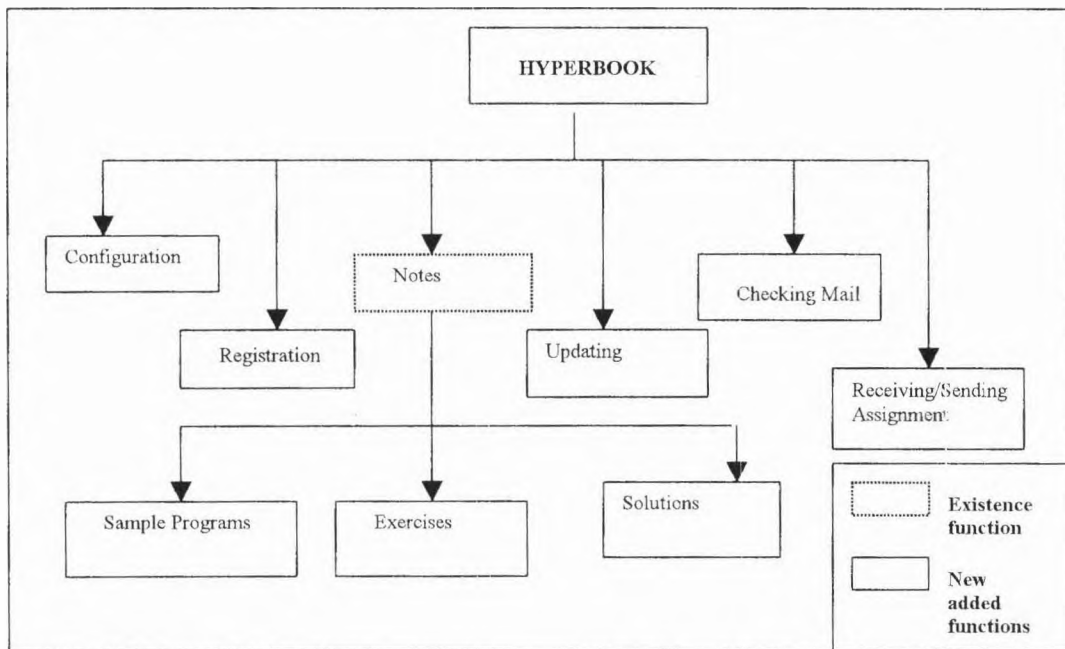 HYPERBOOK
Configuration
Notes
Checking Mail
Registration
Updating
Receiving/Sending
Assignment
Sample Programs
Exercises
Solutions
Existence
function
New
added
functions